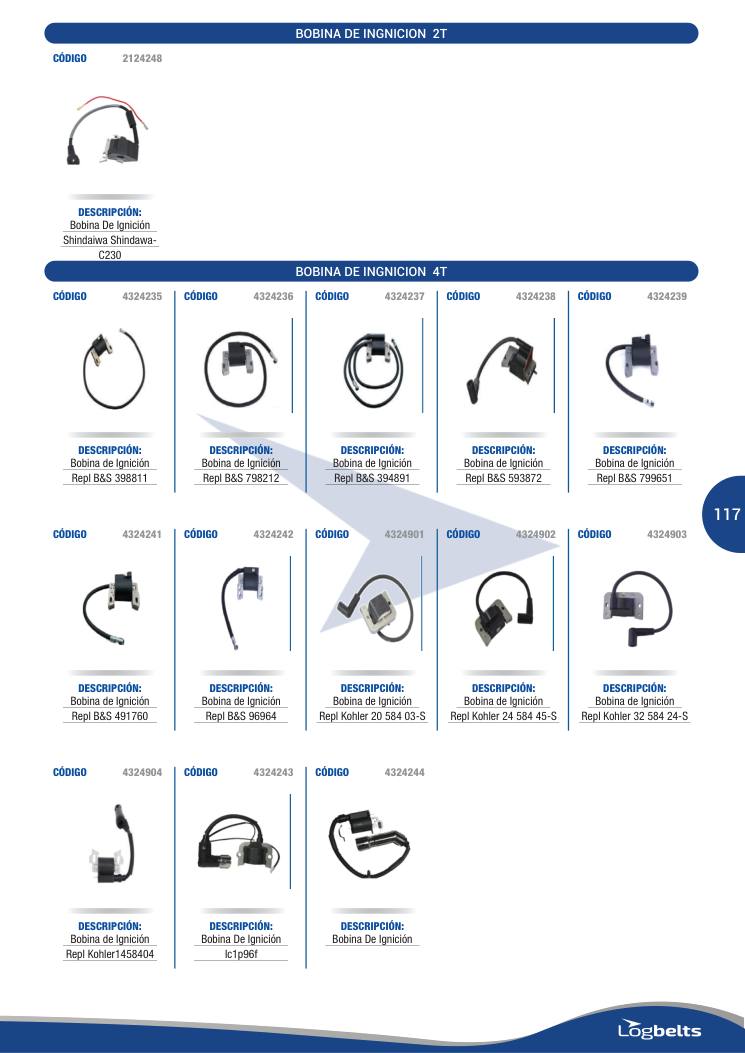 BOBINA DE INGNICION 2T
CÓDIGO 2124248
DESCRIPCIÓN:
Bobina De Ignición
Shindaiwa Shindawa-
C230
BOBINA DE INGNICION 4T
CÓDIGO 4324235 CÓDIGO 4324236 CÓDIGO 4324237 CÓDIGO 4324238 CÓDIGO 4324239
DESCRIPCIÓN: DESCRIPCIÓN: DESCRIPCIÓN: DESCRIPCIÓN: DESCRIPCIÓN:
Bobina de Ignición Bobina de Ignición Bobina de Ignición Bobina de Ignición Bobina de Ignición
Repl B&S 398811 Repl B&S 798212 Repl B&S 394891 Repl B&S 593872 Repl B&S 799651
117
CÓDIGO 4324241 CÓDIGO 4324242 CÓDIGO 4324901 CÓDIGO 4324902 CÓDIGO 4324903
DESCRIPCIÓN: DESCRIPCIÓN: DESCRIPCIÓN: DESCRIPCIÓN: DESCRIPCIÓN:
Bobina de Ignición Bobina de Ignición Bobina de Ignición Bobina de Ignición Bobina de Ignición
Repl B&S 491760 Repl B&S 96964 Repl Kohler 20 584 03-S Repl Kohler 24 584 45-S Repl Kohler 32 584 24-S
CÓDIGO 4324904 CÓDIGO 4324243 CÓDIGO 4324244
DESCRIPCIÓN: DESCRIPCIÓN: DESCRIPCIÓN:
Bobina de Ignición Bobina De Ignición Bobina De Ignición
Repl Kohler1458404 lc1p96f
Logbelts